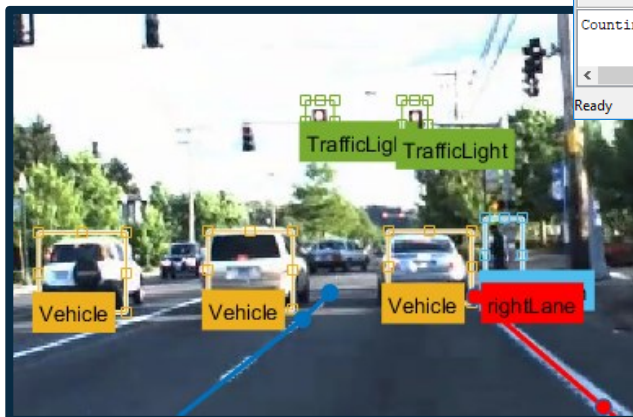 Countin
Ready
TrafficLigl
TrafficLight
Vehicle
Vehicle
Vehicle
rightLane